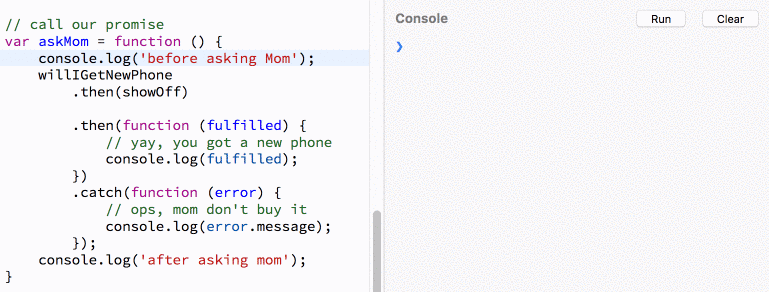 // call our promise
var askMom = function () {
    console.log('before asking Mom');
    willIGetNewPhone
        .then(showOff)
        .then(function (fulfilled) {
            // yay, you got a new phone
            console.log(fulfilled);
        })
        .catch(function (error) {
            // ops, mom don't buy it
            console.log(error.message);
        });
    console.log('after asking mom');
}
Console
Run
Clear
❯